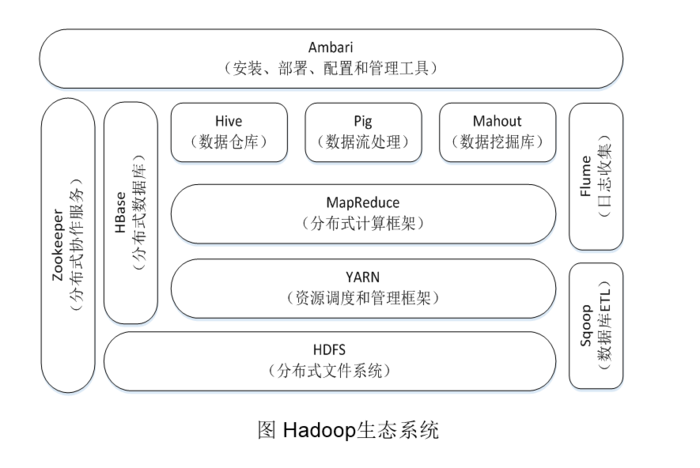 Ambari
（安装、部署、配置和管理工具）
Zookeeper
（分布式协作服务）
HBase
（分布式数据库）
Hive
（数据仓库）
Pig
（数据流处理）
Mahout
（数据挖掘库）
Flume
（日志收集）
MapReduce
（分布式计算框架）
YARN
（资源调度和管理框架）
Sqoop
（数据库ETL）
HDFS
（分布式文件系统）
图 Hadoop生态系统